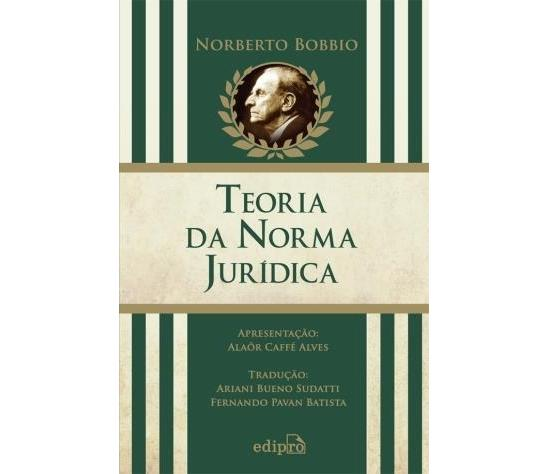 NORBERTO BOBBIO
TEORIA
DA NORMA
JURÍDICA
APRESENTAÇÃO:
ALAÔR CAFFÉ ALVES
TRADUÇÃO:
ARIANI BUENO SUDATTI
FERNANDO PAVAN BATISTA
edipro